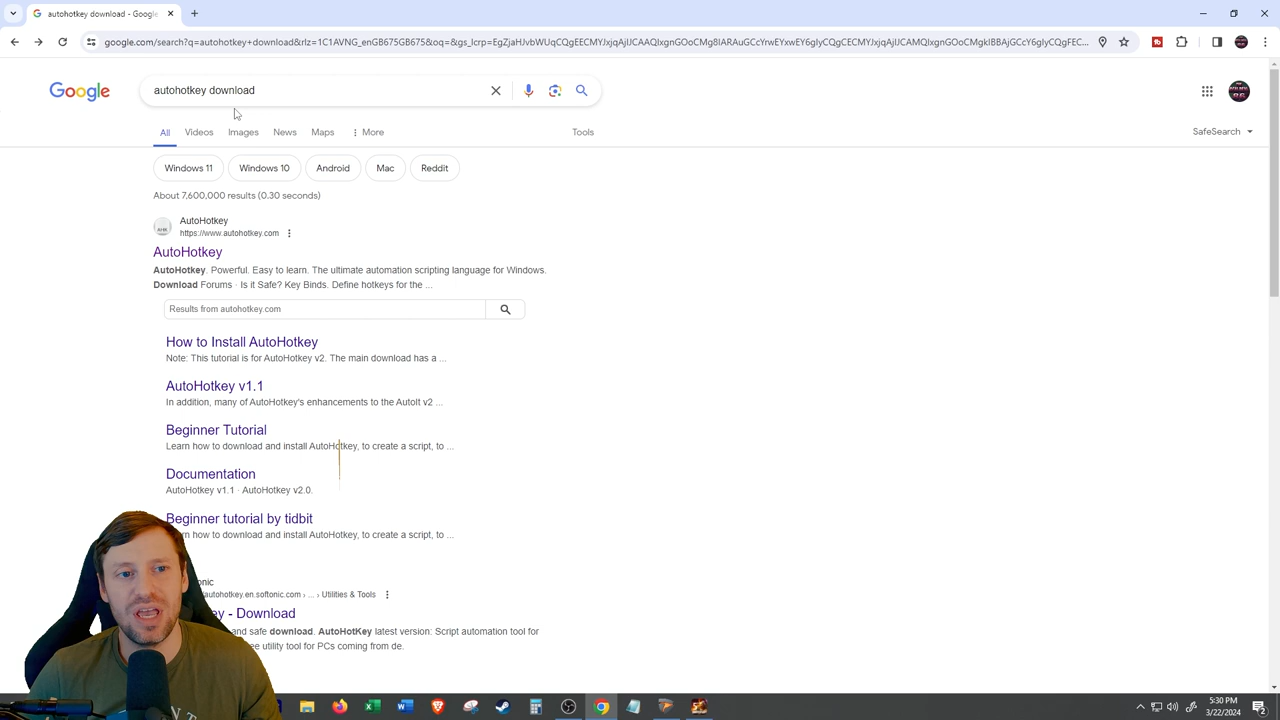 autohotkey download - Google
google.com/search?q=autohotkey+download&rlz=1C1AVNG_enGB675GB675&oq=&gs_lcrp=
Google
autohotkey download
All Videos Images News Maps More Tools
SafeSearch
Windows 11 Windows 10 Android Mac Reddit
About 7,600,000 results (0.30 seconds)
AutoHotkey
https://www.autohotkey.com
AutoHotkey
AutoHotkey. Powerful. Easy to learn. The ultimate automation scripting language for Windows.
Download Forums · Is it Safe? Key Binds. Define hotkeys for the ...
Results from autohotkey.com
How to Install AutoHotkey
Note: This tutorial is for AutoHotkey v2. The main download has a ...
AutoHotkey v1.1
In addition, many of AutoHotkey's enhancements to the AutoIt v2 ...
Beginner Tutorial
Learn how to download and install AutoHotkey, to create a script, to ...
Documentation
AutoHotkey v1.1 · AutoHotkey v2.0.
Beginner tutorial by tidbit
how to download and install AutoHotkey, to create a script, to ...
onic
autohotkey.en.softonic.com › ... › Utilities & Tools
ey - Download
and safe download. AutoHotKey latest version: Script automation tool for
ee utility tool for PCs coming from de.
5:30 PM
3/22/2024